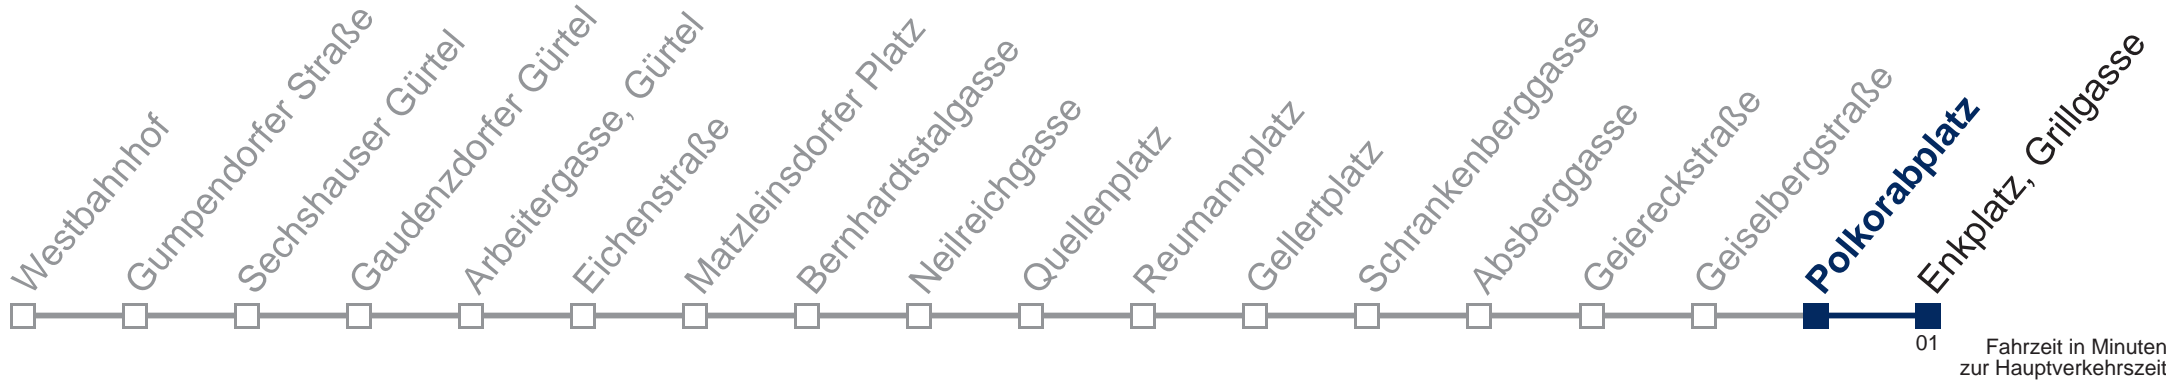 Westbahnhof
Gumpendorfer Straße
Sechshauser Gürtel
Gaudenzdorfer Gürtel
Arbeitergasse, Gürtel
Eichenstraße
Matzleinsdorfer Platz
Bernhardtstalgasse
Neilreichgasse
Quellenplatz
Reumannplatz
Gellertplatz
Schrankenberggasse
Absberggasse
Geiereckstraße
Geiselbergstraße
Polkorabplatz
Enkplatz, Grillgasse
01
Fahrzeit in Minuten
zur Hauptverkehrszeit